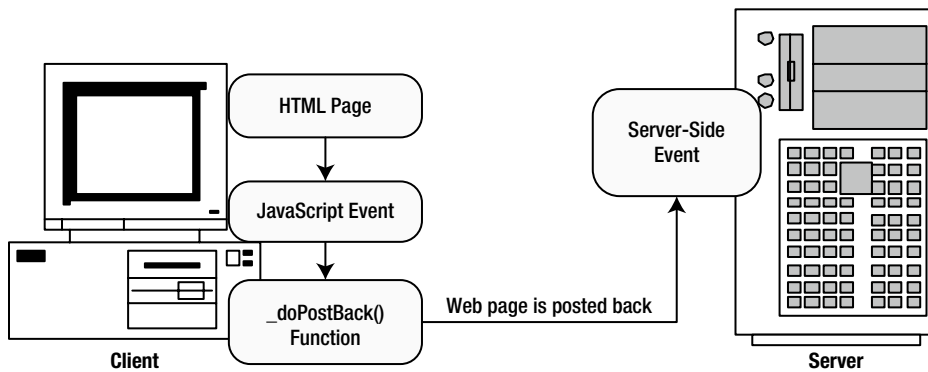 HTML Page
JavaScript Event
_doPostBack()
Function
Client
Web page is posted back
Server-Side
Event
Server